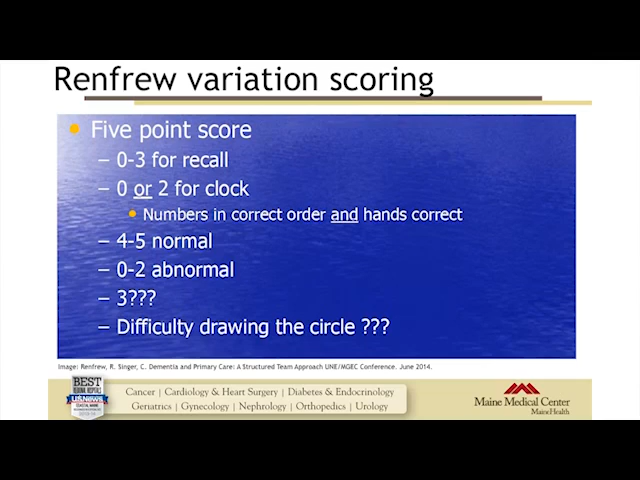 Renfrew variation scoring
Five point score
– 0-3 for recall
– 0 or 2 for clock
Numbers in correct order and hands correct
– 4-5 normal
– 0-2 abnormal
– 3???
– Difficulty drawing the circle ???
Image: Renfrew, R. Singer, C. Dementia and Primary Care: A Structured Team Approach UNE/MGEC Conference. June 2014.
BEST
REGIONAL HOSPITALS
U.S.News
COASTAL MAINE
Cancer | Cardiology & Heart Surgery | Diabetes & Endocrinology
Geriatrics | Gynecology | Nephrology | Orthopedics | Urology
Maine Medical Center
MaineHealth